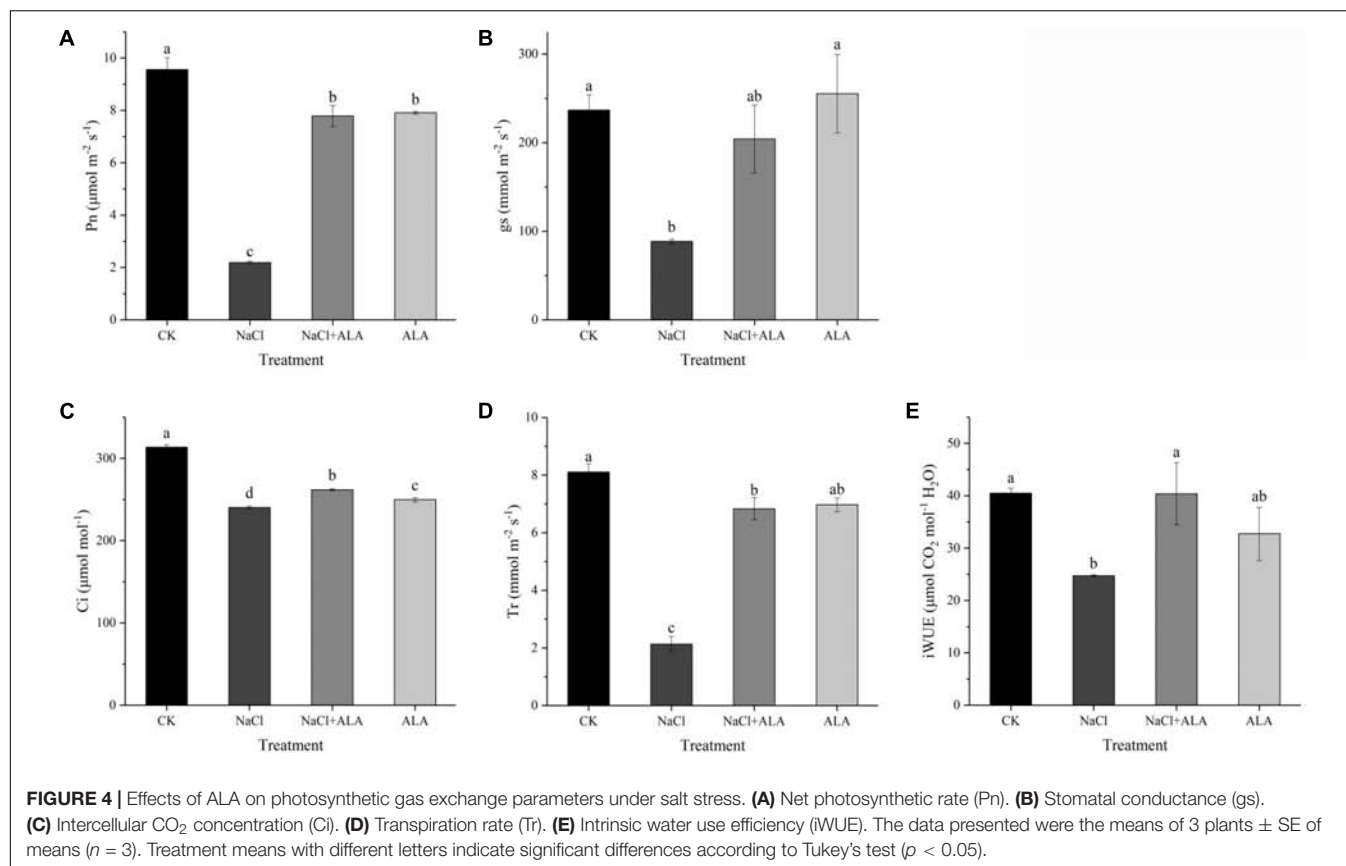 A
a
10
8
6
4
2
0
b
b
c
Pn (μmol m⁻² s⁻¹)
CK NaCl NaCl+ALA ALA
Treatment
B
300
200
100
0
a
b
ab
a
gs (mmol m⁻² s⁻¹)
CK NaCl NaCl+ALA ALA
Treatment
C
300
200
100
0
a
d
b
c
Ci (μmol mol⁻¹)
CK NaCl NaCl+ALA ALA
Treatment
D
10
8
6
4
2
0
a
c
b
ab
Tr (mmol m⁻² s⁻¹)
CK NaCl NaCl+ALA ALA
Treatment
E
50
40
30
20
10
0
a
b
a
ab
iWUE (μmol CO₂ mol⁻¹ H₂O)
CK NaCl NaCl+ALA ALA
Treatment
FIGURE 4 | Effects of ALA on photosynthetic gas exchange parameters under salt stress. (A) Net photosynthetic rate (Pn). (B) Stomatal conductance (gs).
(C) Intercellular CO₂ concentration (Ci). (D) Transpiration rate (Tr). (E) Intrinsic water use efficiency (iWUE). The data presented were the means of 3 plants ± SE of
means (n = 3). Treatment means with different letters indicate significant differences according to Tukey's test (p < 0.05).